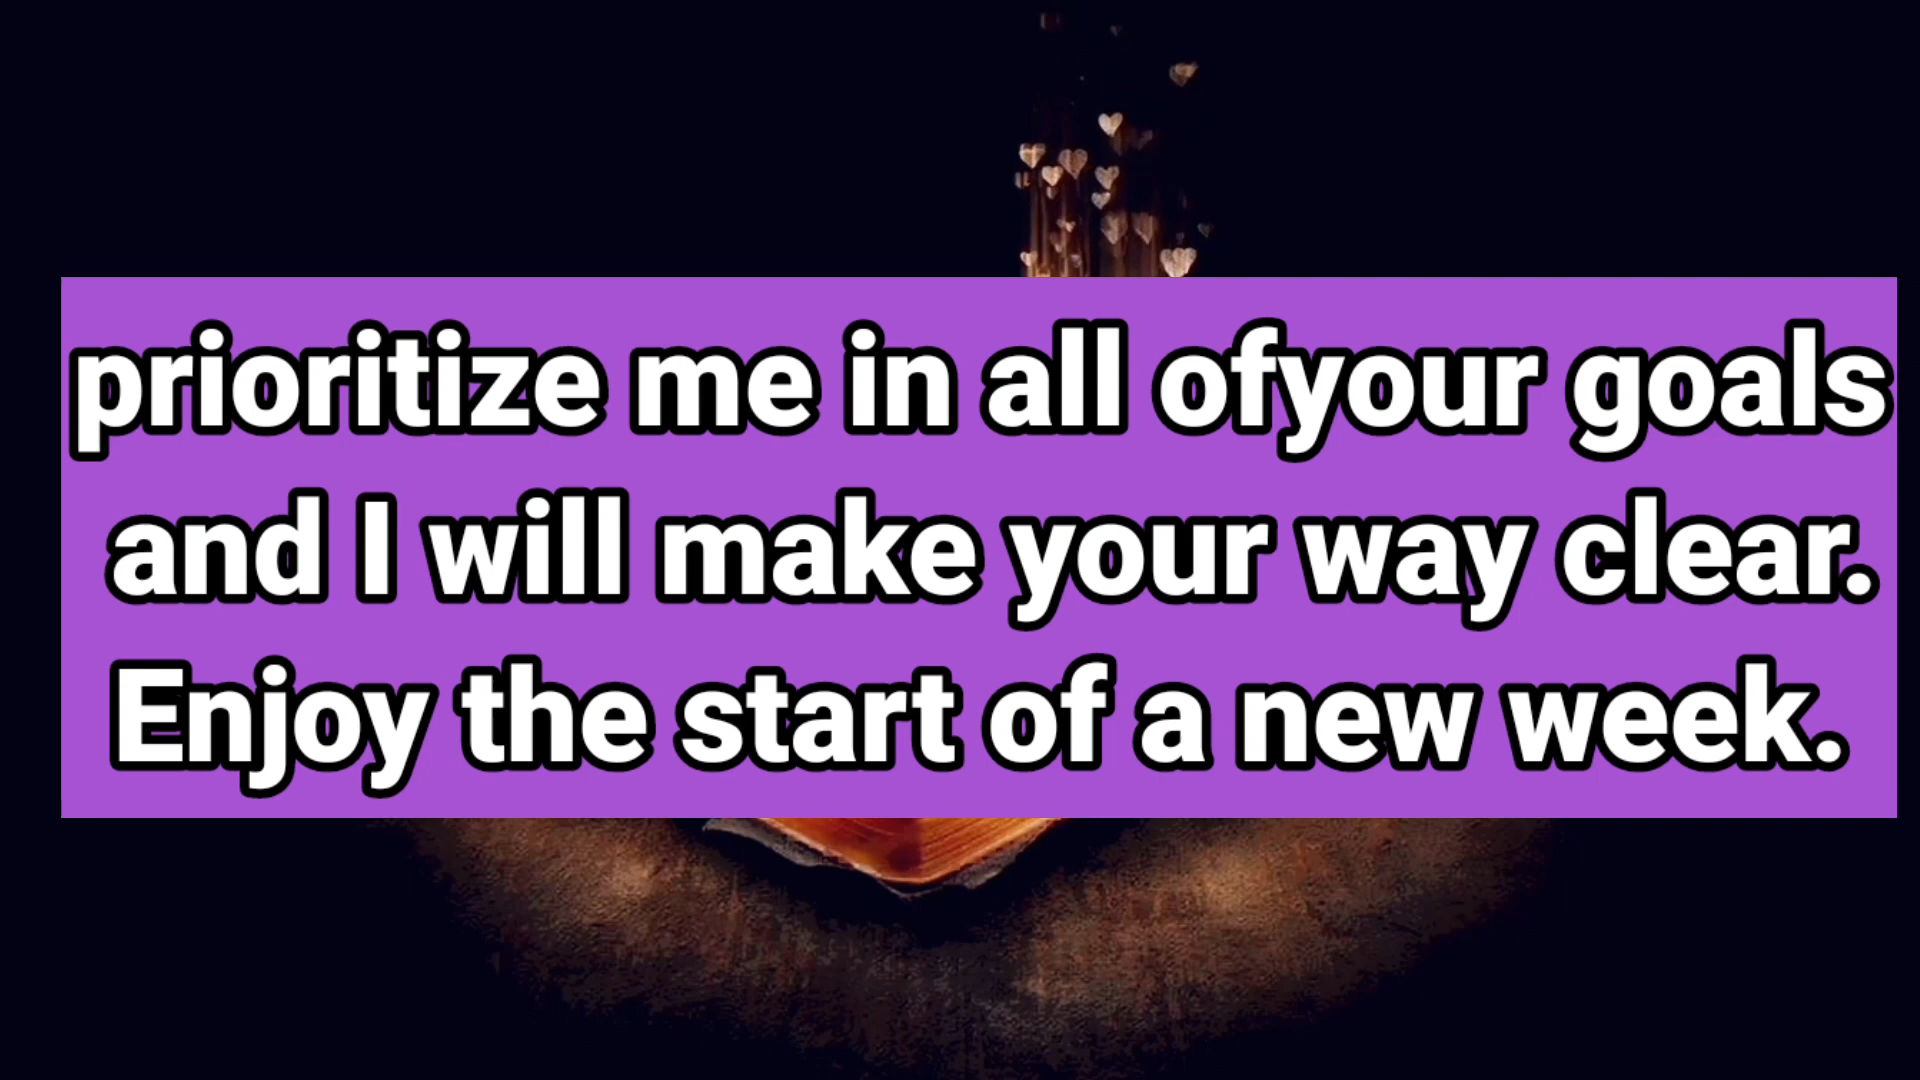 prioritize me in all ofyour goals
and I will make your way clear.
Enjoy the start of a new week.